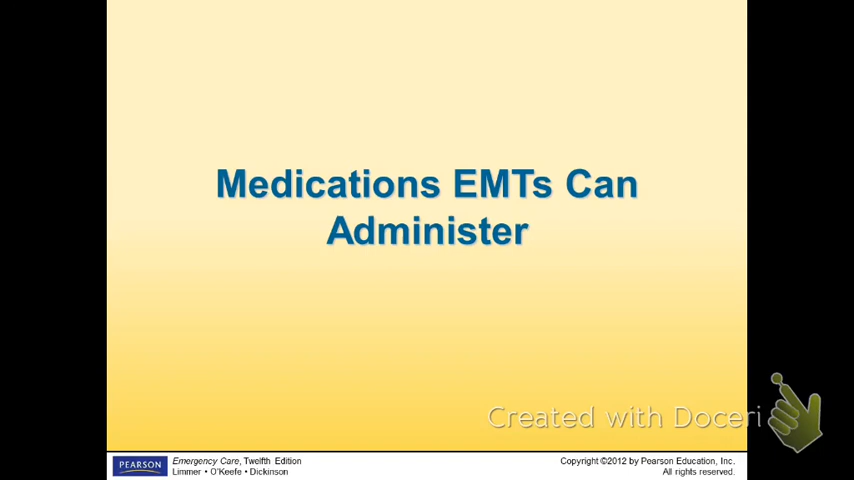 Medications EMTs Can
Administer
Created with Doceri
PEARSON
Emergency Care, Twelfth Edition
Limmer • O'Keefe • Dickinson
Copyright ©2012 by Pearson Education, Inc.
All rights reserved.